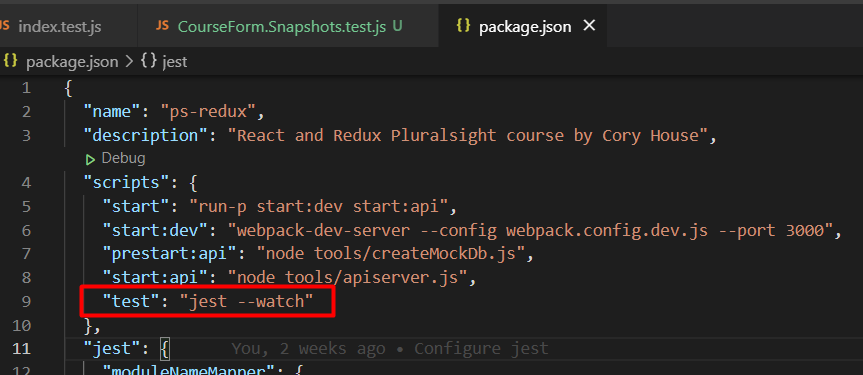 JS index.test.js JS CourseForm.Snapshots.test.js U {} package.json ×
{} package.json > {} jest
1 {
2 "name": "ps-redux",
3 "description": "React and Redux Pluralsight course by Cory House",
Debug
4 "scripts": {
5 "start": "run-p start:dev start:api",
6 "start:dev": "webpack-dev-server --config webpack.config.dev.js --port 3000",
7 "prestart:api": "node tools/createMockDb.js",
8 "start:api": "node tools/apiserver.js",
9 "test": "jest --watch"
10 },
11 "jest": { You, 2 weeks ago • Configure jest
12 "moduleNameMapper": {